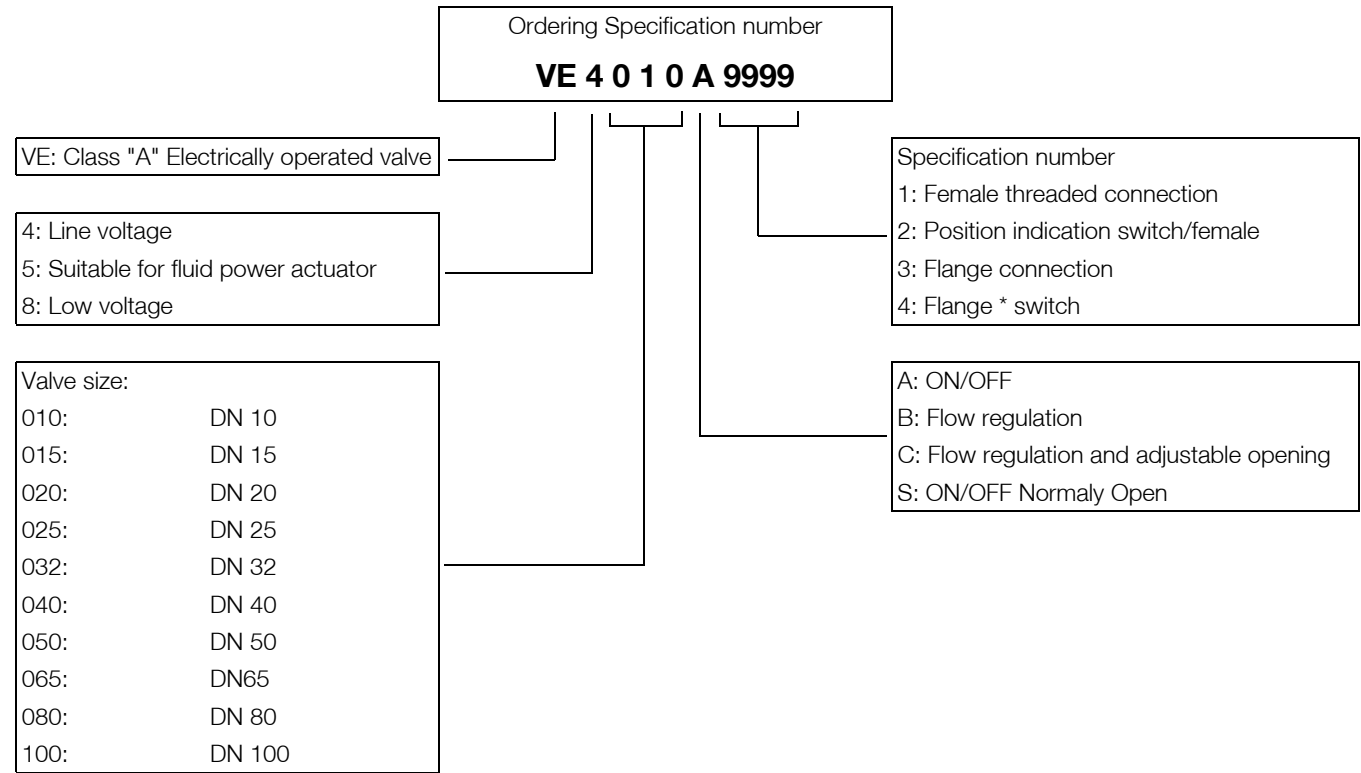 Ordering Specification number
VE 4 0 1 0 A 9999
VE: Class "A" Electrically operated valve
4: Line voltage
5: Suitable for fluid power actuator
8: Low voltage
Valve size:
010: DN 10
015: DN 15
020: DN 20
025: DN 25
032: DN 32
040: DN 40
050: DN 50
065: DN65
080: DN 80
100: DN 100
Specification number
1: Female threaded connection
2: Position indication switch/female
3: Flange connection
4: Flange * switch
A: ON/OFF
B: Flow regulation
C: Flow regulation and adjustable opening
S: ON/OFF Normaly Open